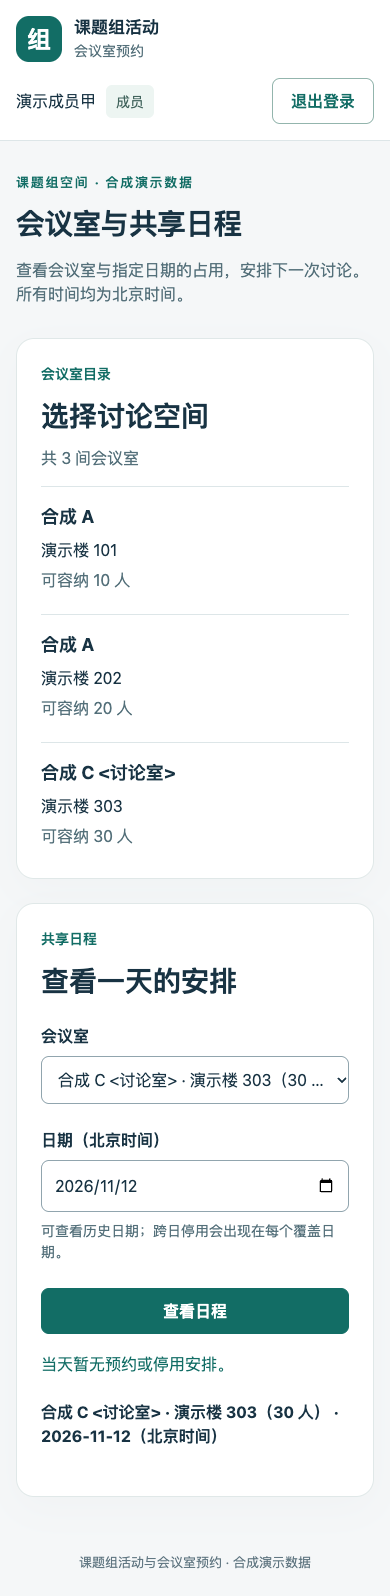 组
课题组活动
会议室预约
演示成员甲
成员
退出登录
课题组空间 · 合成演示数据
会议室与共享日程
查看会议室与指定日期的占用，安排下一次讨论。
所有时间均为北京时间。
会议室目录
选择讨论空间
共 3 间会议室
合成 A
演示楼 101
可容纳 10 人
合成 A
演示楼 202
可容纳 20 人
合成 C <讨论室>
演示楼 303
可容纳 30 人
共享日程
查看一天的安排
会议室
合成 C <讨论室> · 演示楼 303（30 ...
日期（北京时间）
2026/11/12
可查看历史日期；跨日停用会出现在每个覆盖日
期。
查看日程
当天暂无预约或停用安排。
合成 C <讨论室> · 演示楼 303（30 人） ·
2026-11-12（北京时间）
课题组活动与会议室预约 · 合成演示数据